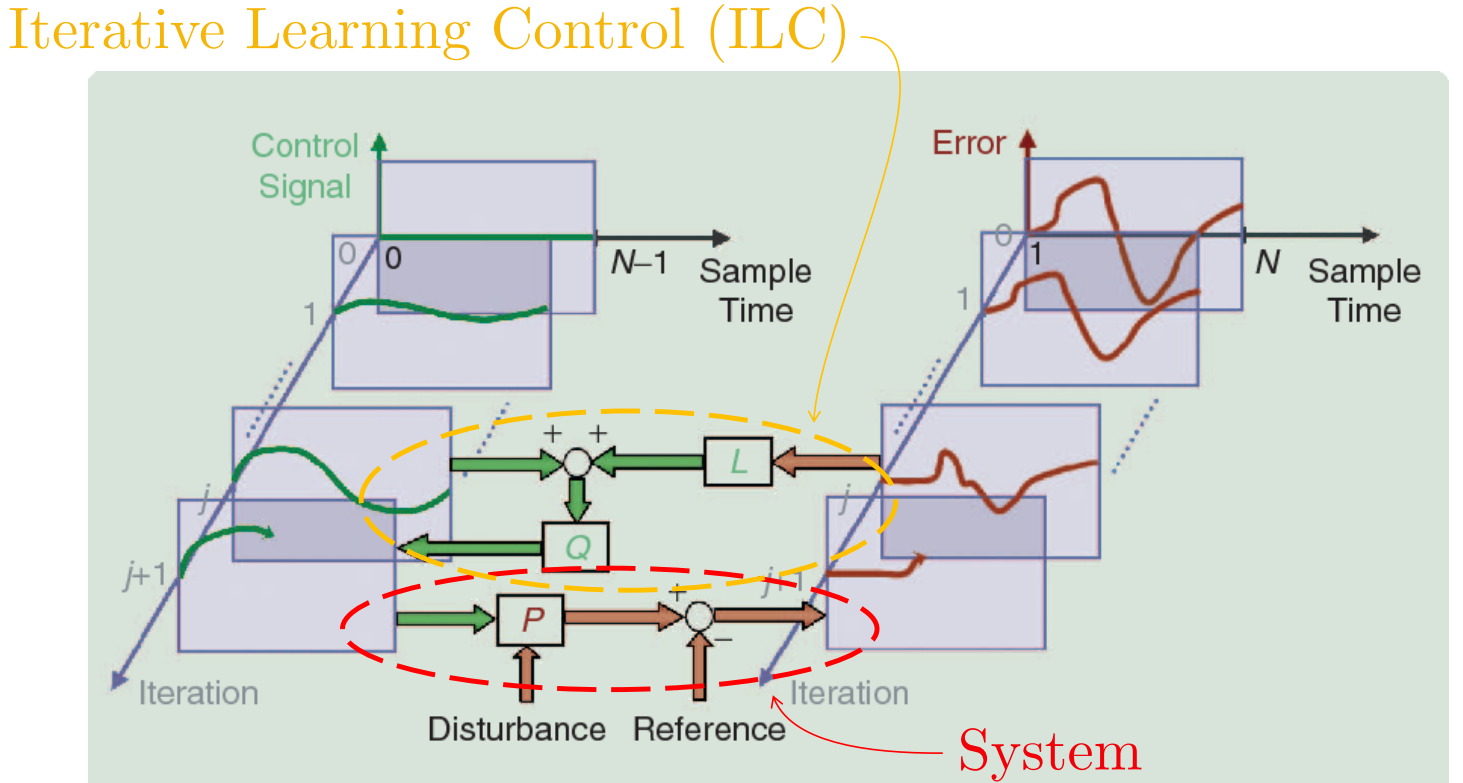 Iterative Learning Control (ILC)
Control
Signal
0
0
N–1
Sample
Time
1
j
j+1
Iteration
Error
0
1
N
Sample
Time
1
j
j+1
Iteration
+ +
L
Q
P
+
−
Disturbance
Reference
System